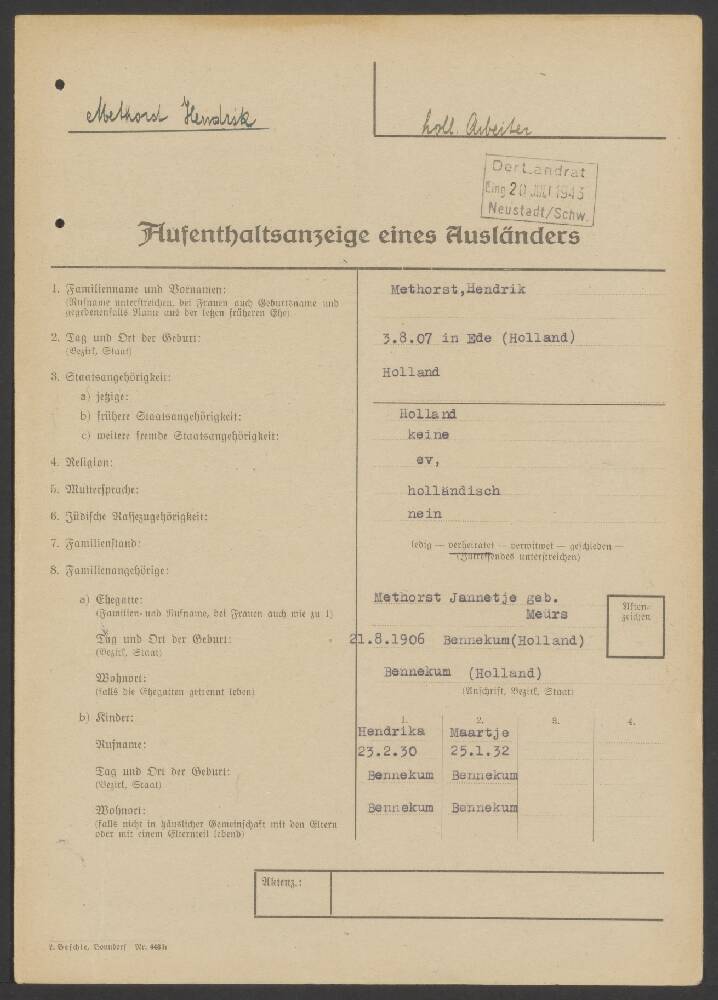 Methorst Hendrik
holl. Arbeiter
Der Landrat
Eing 20 JULI 1943
Neustadt/Schw.
Aufenthaltsanzeige eines Ausländers
1. Familienname und Vornamen: Methorst,Hendrik
(Rufname unterstreichen, bei Frauen auch Geburtsname und
gegebenenfalls Name aus der letzten früheren Ehe)
2. Tag und Ort der Geburt: 3.8.07 in Ede (Holland)
(Bezirk, Staat)
3. Staatsangehörigkeit: Holland
a) jetzige:
b) frühere Staatsangehörigkeit: Holland
c) weitere fremde Staatsangehörigkeit: keine
4. Religion: ev,
5. Muttersprache: holländisch
6. Jüdische Rassezugehörigkeit: nein
7. Familienstand: ledig — verheiratet — verwitwet — geschieden —
(Zutreffendes unterstreichen)
8. Familienangehörige:
a) Ehegatte: Methorst Jannetje geb.
(Familien- und Rufname, bei Frauen auch wie zu 1) Meurs
Akten-
zeichen
Tag und Ort der Geburt: 21.8.1906 Bennekum(Holland)
(Bezirk, Staat)
Wohnort: Bennekum (Holland)
(falls die Ehegatten getrennt leben) (Anschrift, Bezirk, Staat)
b) Kinder: 1. 2. 3. 4.
Hendrika Maartje
Rufname: 23.2.30 25.1.32
Tag und Ort der Geburt: Bennekum Bennekum
(Bezirk, Staat)
Wohnort: Bennekum Bennekum
(falls nicht in häuslicher Gemeinschaft mit den Eltern
oder mit einem Elternteil lebend)
Aktenz.:
Bonndorf Nr.